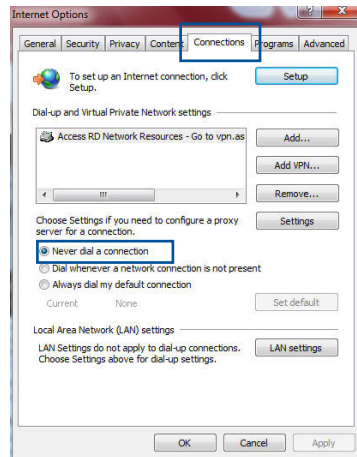 Internet Options
General Security Privacy Content Connections Programs Advanced
To set up an Internet connection, click
Setup.
Setup
Dial-up and Virtual Private Network settings
Access RD Network Resources - Go to vpn.as
Add...
Add VPN...
Remove...
Choose Settings if you need to configure a proxy
server for a connection.
Settings
Never dial a connection
Dial whenever a network connection is not present
Always dial my default connection
Current None
Set default
Local Area Network (LAN) settings
LAN Settings do not apply to dial-up connections.
Choose Settings above for dial-up settings.
LAN settings
OK Cancel Apply